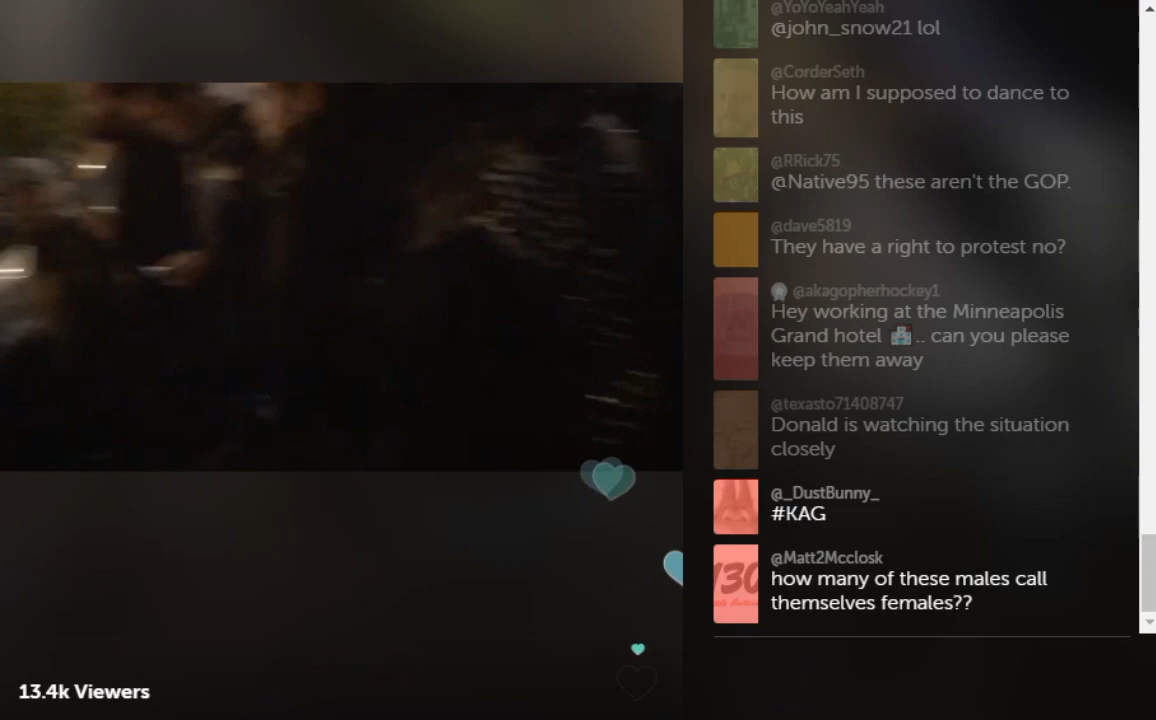 @YoYoYeahYeah
@john_snow21 lol
@CorderSeth
How am I supposed to dance to
this
@RRick75
@Native95 these aren't the GOP.
@dave5819
They have a right to protest no?
@akagopherhockey1
Hey working at the Minneapolis
Grand hotel 🏩.. can you please
keep them away
@texasto71408747
Donald is watching the situation
closely
@_DustBunny_
#KAG
130
@Matt2Mcclosk
how many of these males call
themselves females??
13.4k Viewers